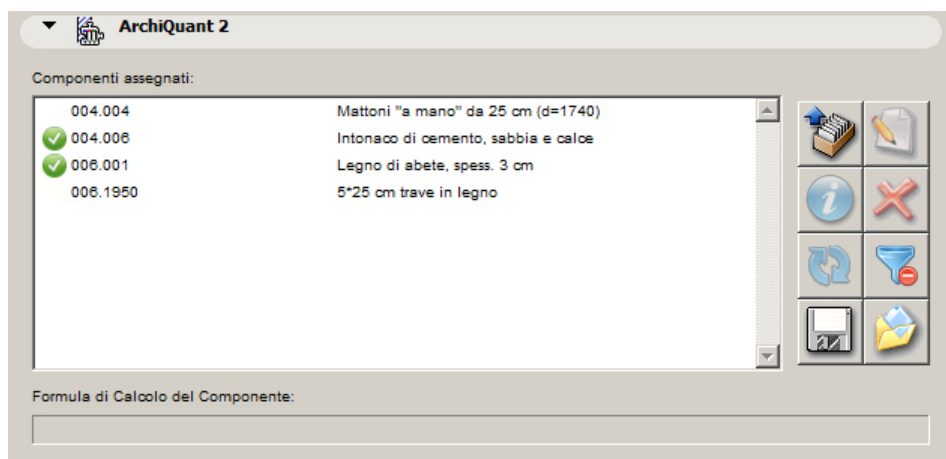 ArchiQuant 2
Componenti assegnati:
004.004 Mattoni "a mano" da 25 cm (d=1740)
004.006 Intonaco di cemento, sabbia e calce
006.001 Legno di abete, spess. 3 cm
006.1950 5*25 cm trave in legno
Formula di Calcolo del Componente: